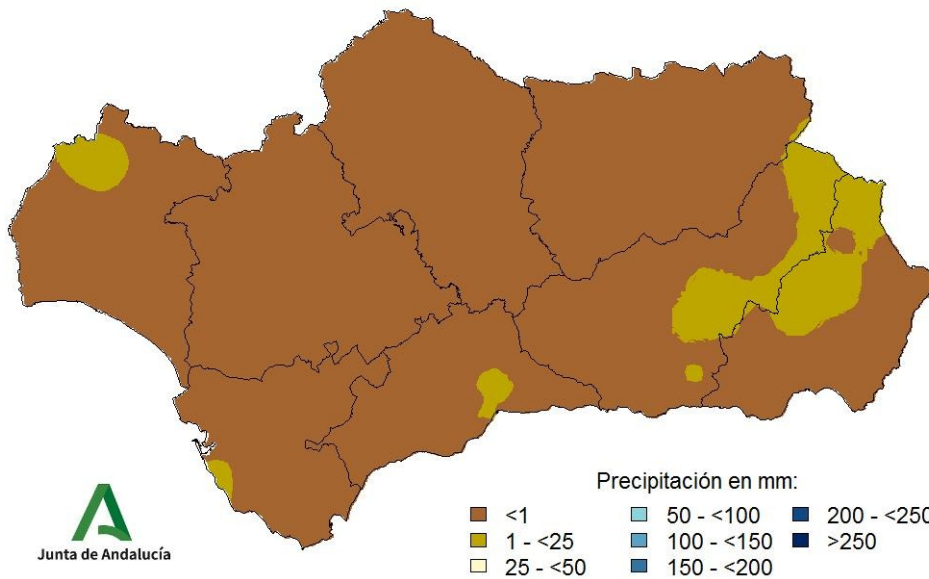 Precipitación en mm:
<1
50 - <100
200 - <250
1 - <25
100 - <150
>250
25 - <50
150 - <200
Junta de Andalucía